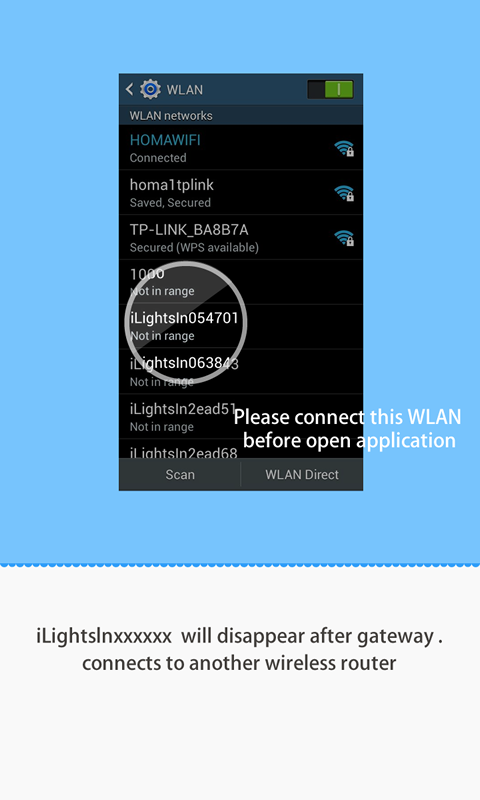 WLAN
WLAN networks
HOMAWIFI
Connected
homa1tplink
Saved, Secured
TP-LINK_BA8B7A
Secured (WPS available)
1000
Not in range
iLightsIn054701
Not in range
iLightsIn063843
Not in range
iLightsIn2ead51
Not in range
Please connect this WLAN
before open application
iLightsIn2ead68
Scan WLAN Direct
iLightslnxxxxxx will disappear after gateway .
connects to another wireless router